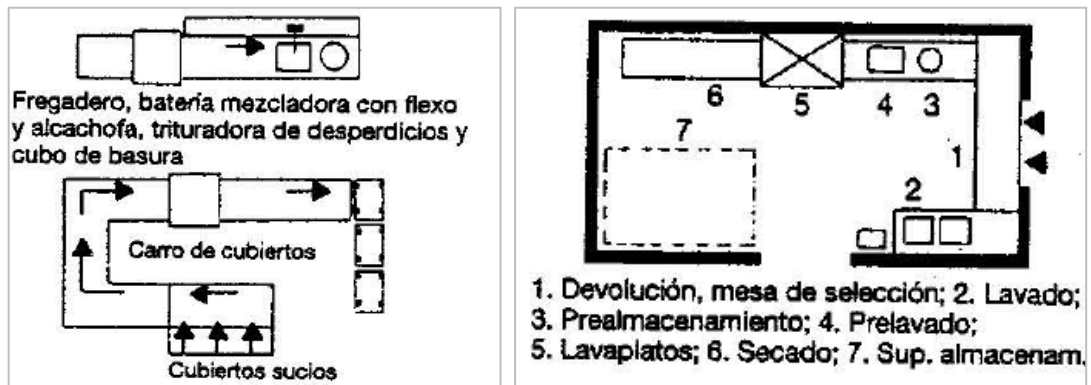 Fregadero, batería mezcladora con flexo
y alcachofa, trituradora de desperdicios y
cubo de basura
Carro de cubiertos
Cubiertos sucios
6
5
4
3
7
1
2
1. Devolución, mesa de selección; 2. Lavado;
3. Prealmacenamiento; 4. Prelavado;
5. Lavaplatos; 6. Secado; 7. Sup. almacenam.